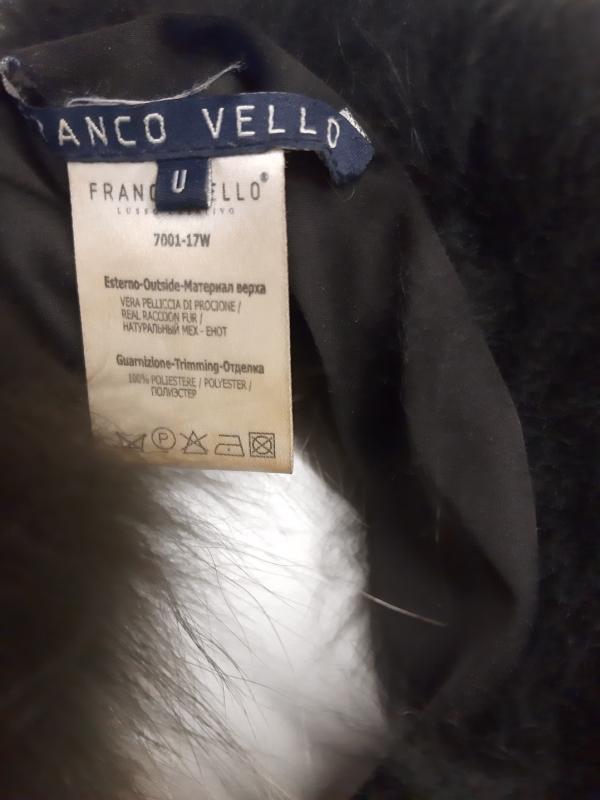 ANCO VELLO
U
FRANC VELLO®
7001-17W
Esterno-Outside-Материал верха
VERA PELLICCIA DI PROCIONE /
REAL RACCOON FUR /
НАТУРАЛЬНЫЙ МЕХ - ЕНОТ
Guarnizione-Trimming-Отделка
100% POLIESTERE / POLYESTER /
ПОЛИЭСТЕР
P